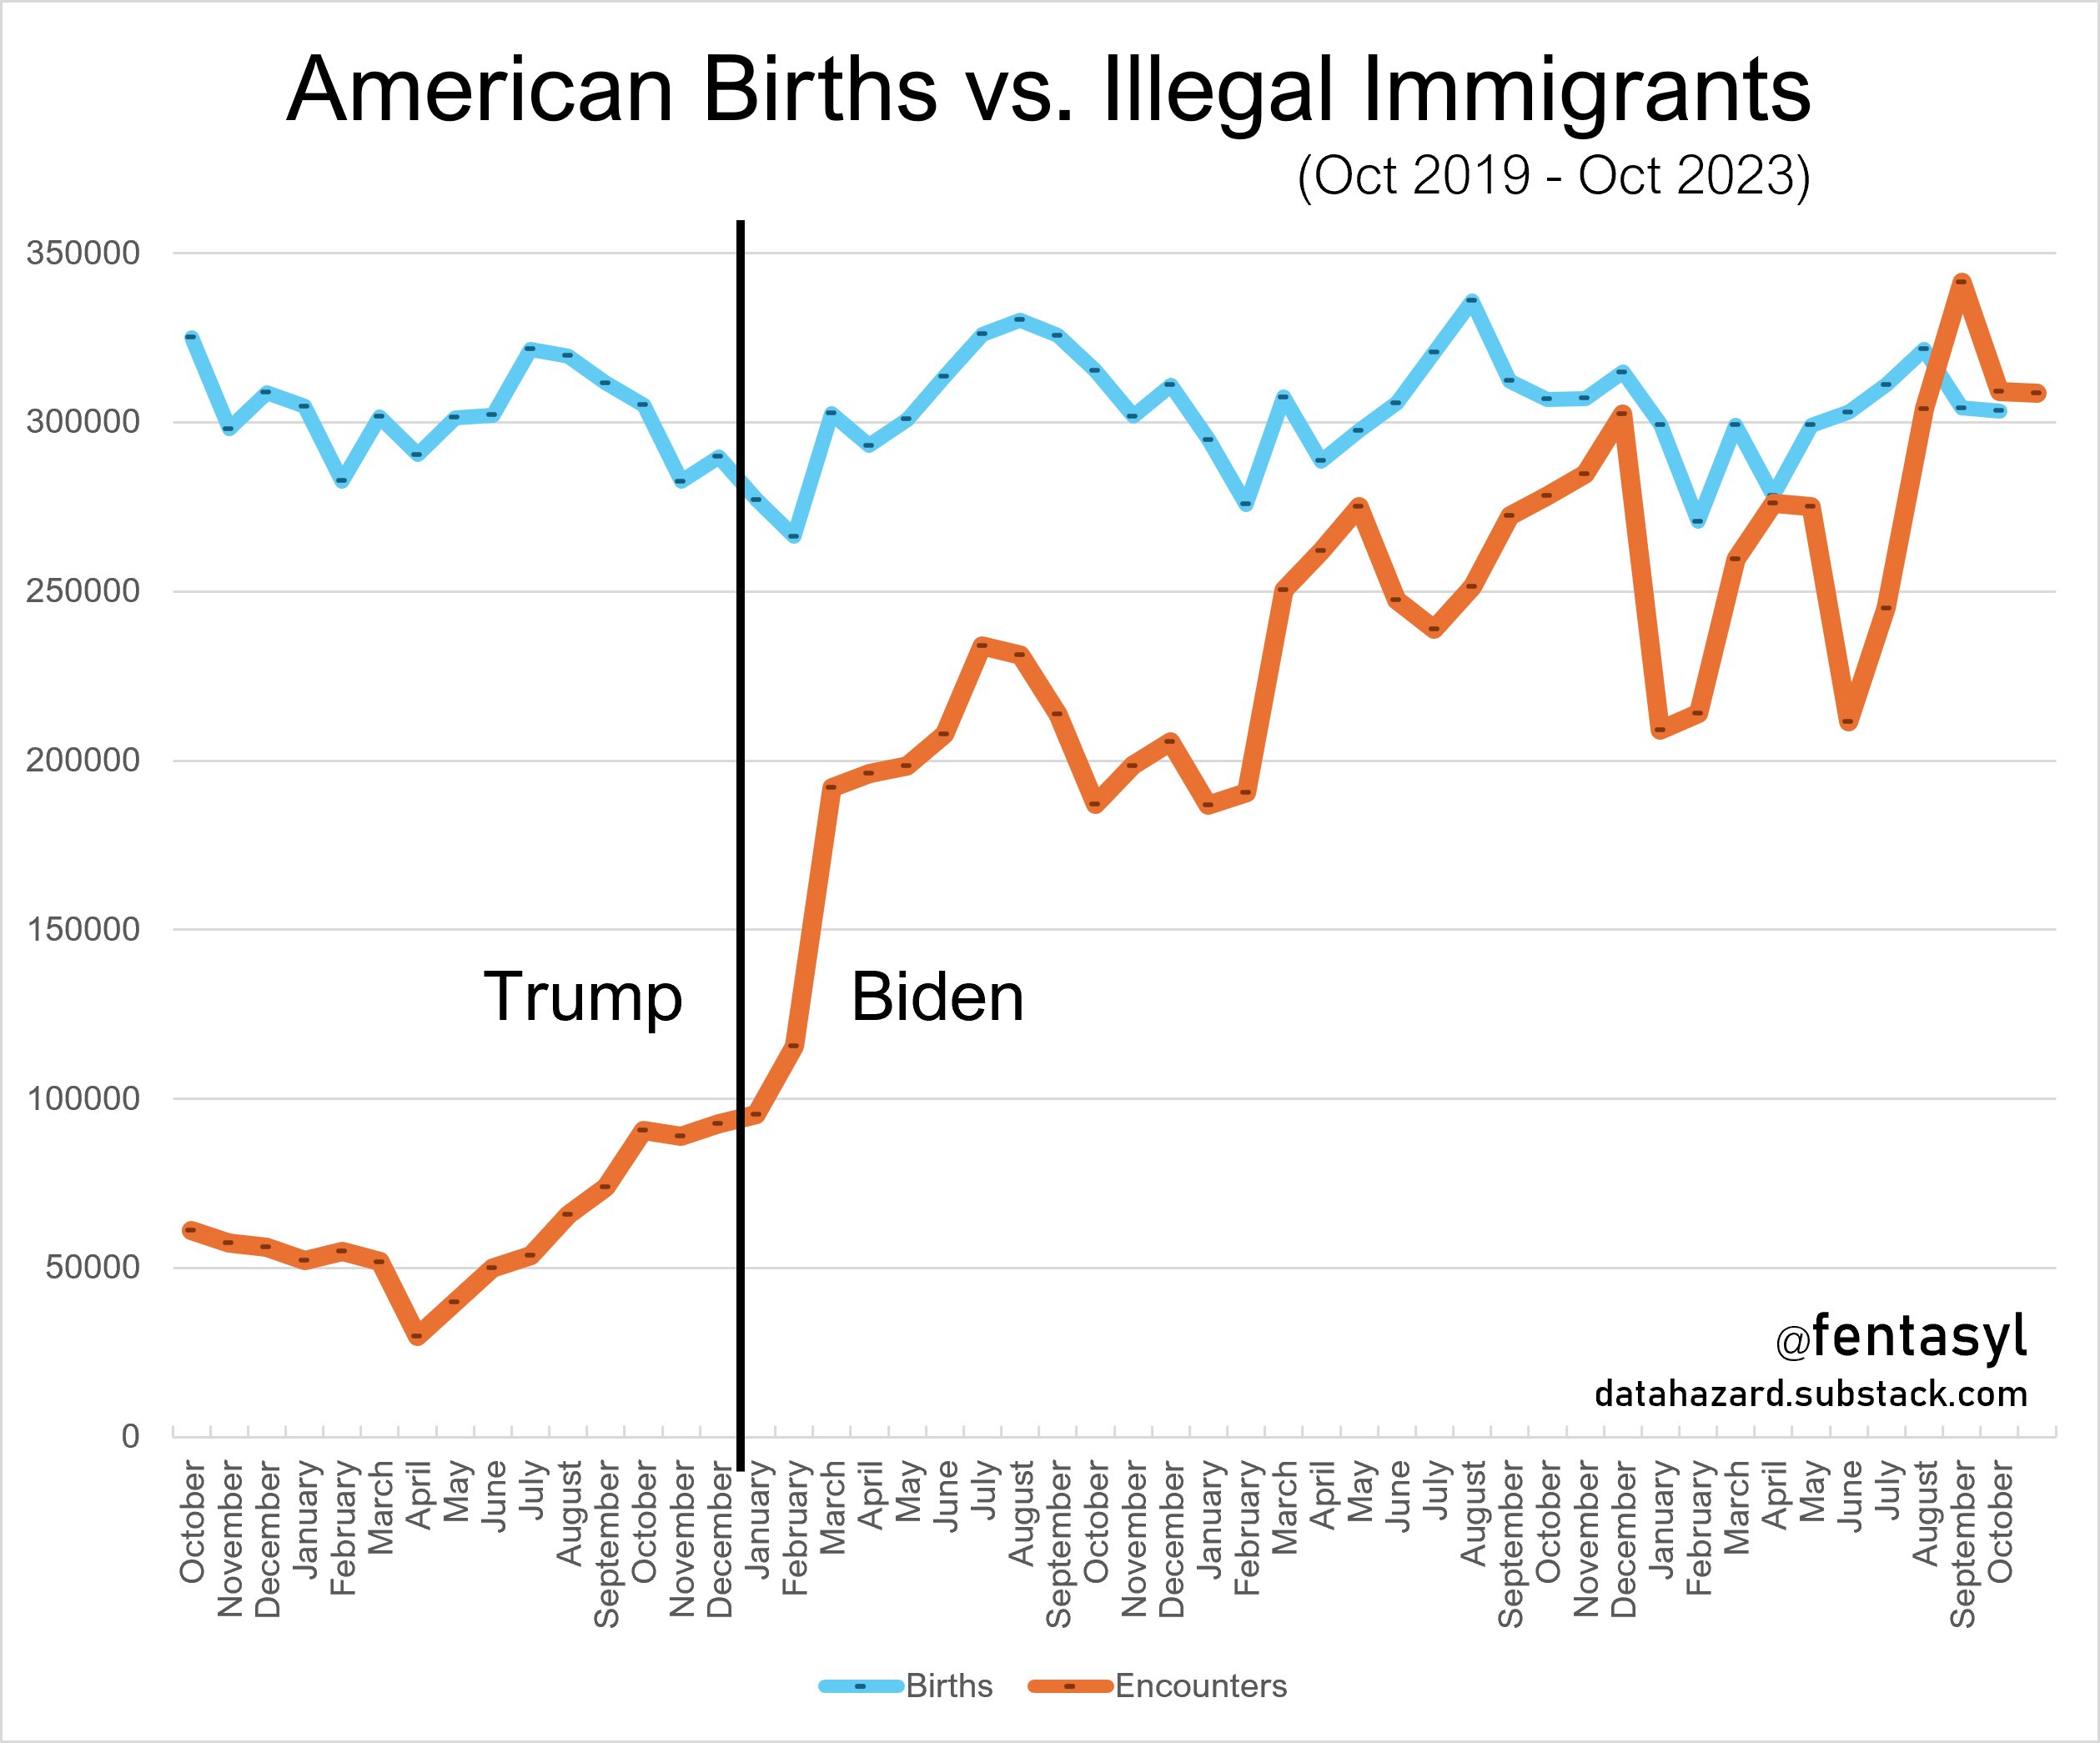 American Births vs. Illegal Immigrants
(Oct 2019 - Oct 2023)
350000
300000
250000
200000
150000
100000
50000
0
Trump
Biden
@fentasyl
datahazard.substack.com
October
November
December
January
February
March
April
May
June
July
August
September
October
November
December
January
February
March
April
May
June
July
August
September
October
November
December
January
February
March
April
May
June
July
August
September
October
November
December
January
February
March
April
May
June
July
August
September
October
Births
Encounters